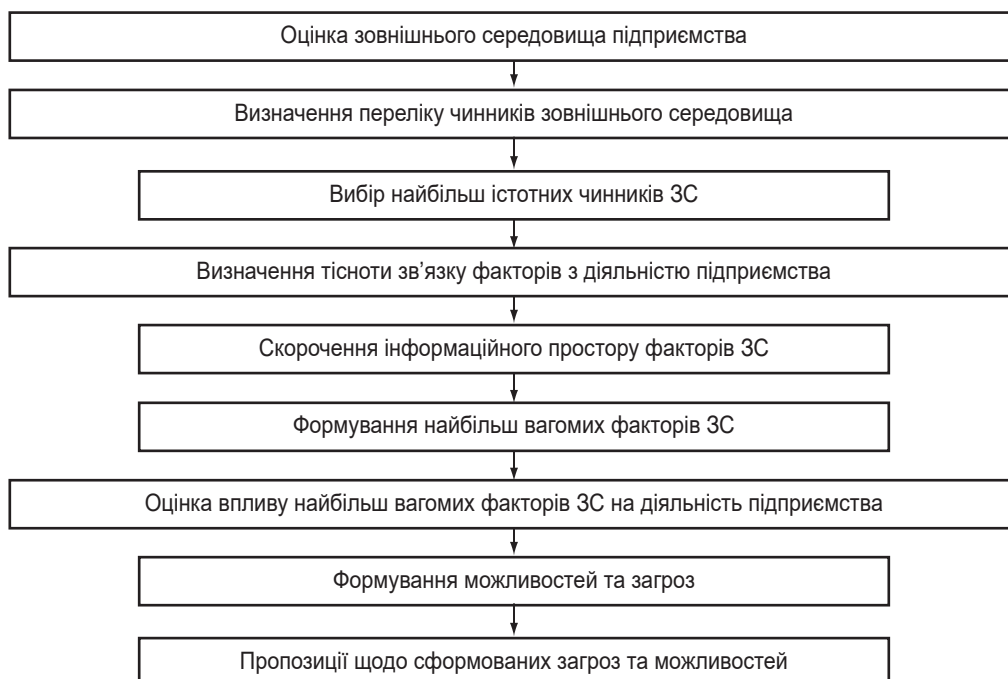 Оцінка зовнішнього середовища підприємства
Визначення переліку чинників зовнішнього середовища
Вибір найбільш істотних чинників ЗС
Визначення тісноти зв’язку факторів з діяльністю підприємства
Скорочення інформаційного простору факторів ЗС
Формування найбільш вагомих факторів ЗС
Оцінка впливу найбільш вагомих факторів ЗС на діяльність підприємства
Формування можливостей та загроз
Пропозиції щодо сформованих загроз та можливостей